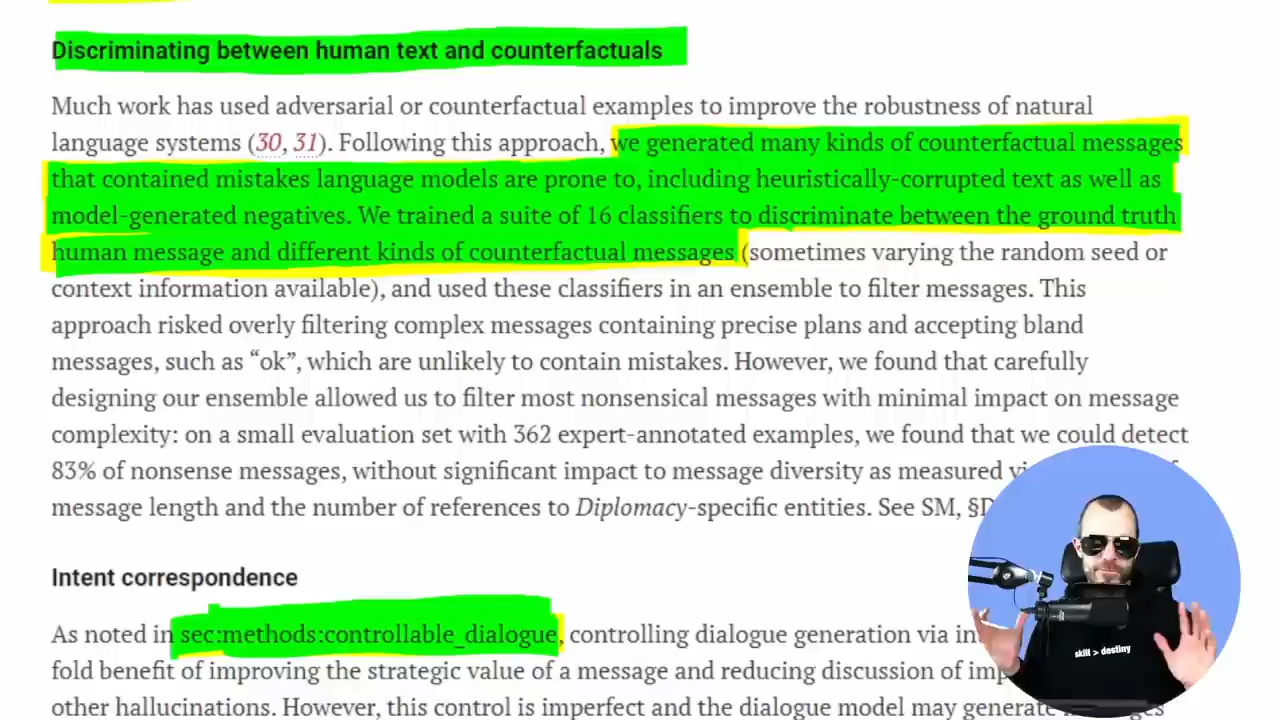 Discriminating between human text and counterfactuals
Much work has used adversarial or counterfactual examples to improve the robustness of natural
language systems (30, 31). Following this approach, we generated many kinds of counterfactual messages
that contained mistakes language models are prone to, including heuristically-corrupted text as well as
model-generated negatives. We trained a suite of 16 classifiers to discriminate between the ground truth
human message and different kinds of counterfactual messages (sometimes varying the random seed or
context information available), and used these classifiers in an ensemble to filter messages. This
approach risked overly filtering complex messages containing precise plans and accepting bland
messages, such as “ok”, which are unlikely to contain mistakes. However, we found that carefully
designing our ensemble allowed us to filter most nonsensical messages with minimal impact on message
complexity: on a small evaluation set with 362 expert-annotated examples, we found that we could detect
83% of nonsense messages, without significant impact to message diversity as measured
message length and the number of references to Diplomacy-specific entities. See SM,
Intent correspondence
As noted in sec:methods:controllable_dialogue, controlling dialogue generation via
fold benefit of improving the strategic value of a message and reducing discussion of
other hallucinations. However, this control is imperfect and the dialogue model may generate
skill > destiny